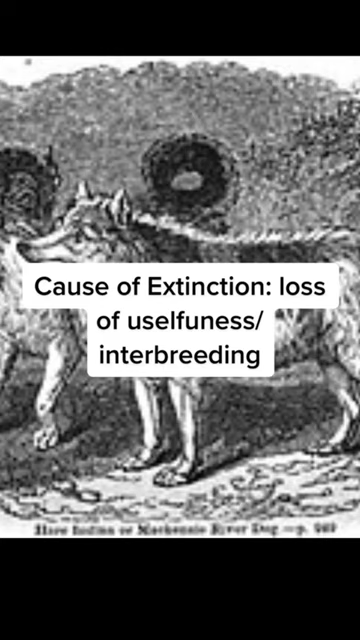 Cause of Extinction: loss
of uselfuness/
interbreeding
Hare Indian or Mackenzie River Dog.—p.